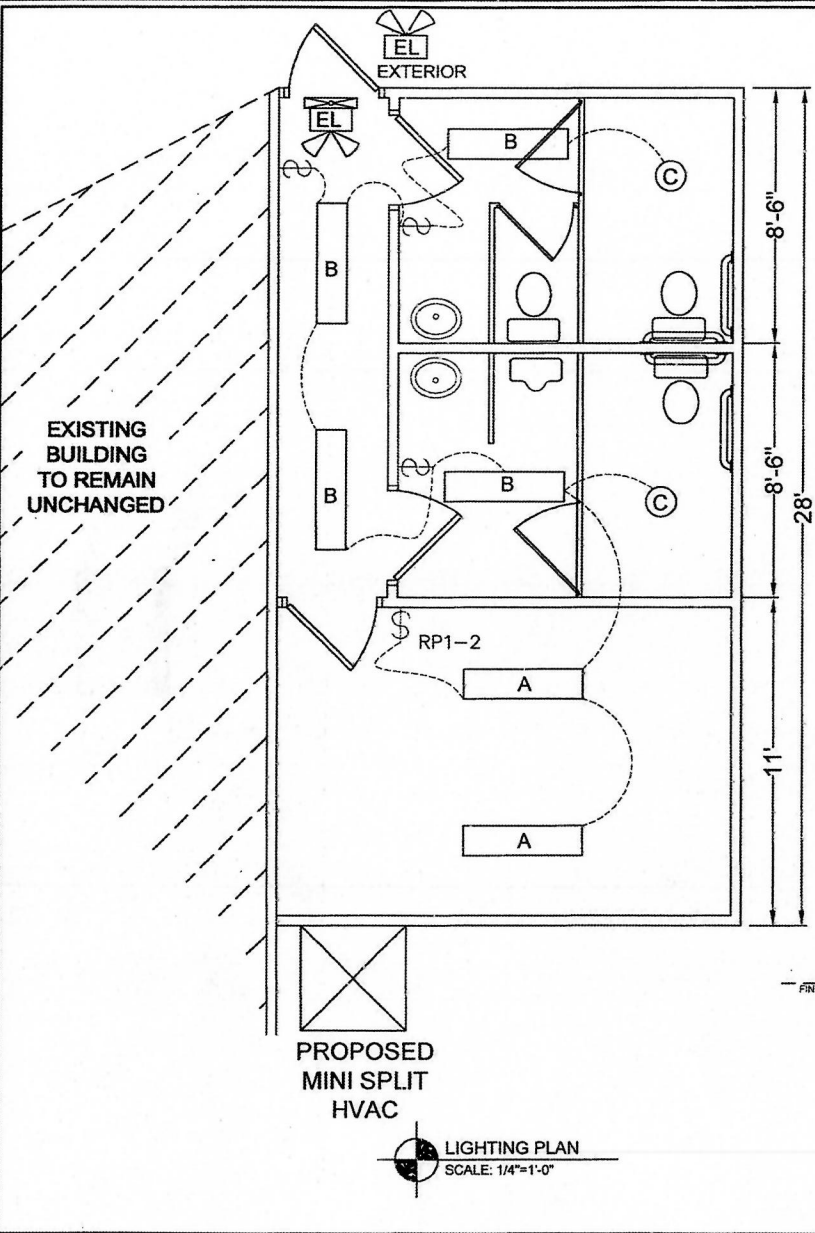 EL
EXTERIOR
EL
B
C
8'-6"
$
$
B
EXISTING
BUILDING
TO REMAIN
UNCHANGED
B
$
B
C
8'-6"
28'
$
RP1-2
A
11'
A
FIN
PROPOSED
MINI SPLIT
HVAC
LIGHTING PLAN
SCALE: 1/4"=1'-0"